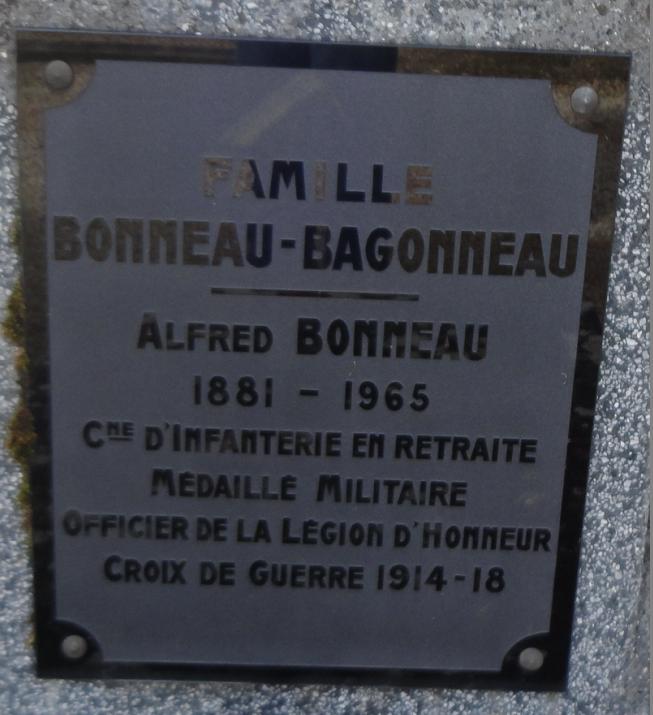 FAMILLE
BONNEAU-BAGONNEAU
ALFRED BONNEAU
1881 - 1965
CNE D'INFANTERIE EN RETRAITE
MÉDAILLÉ MILITAIRE
OFFICIER DE LA LÉGION D'HONNEUR
CROIX DE GUERRE 1914-18